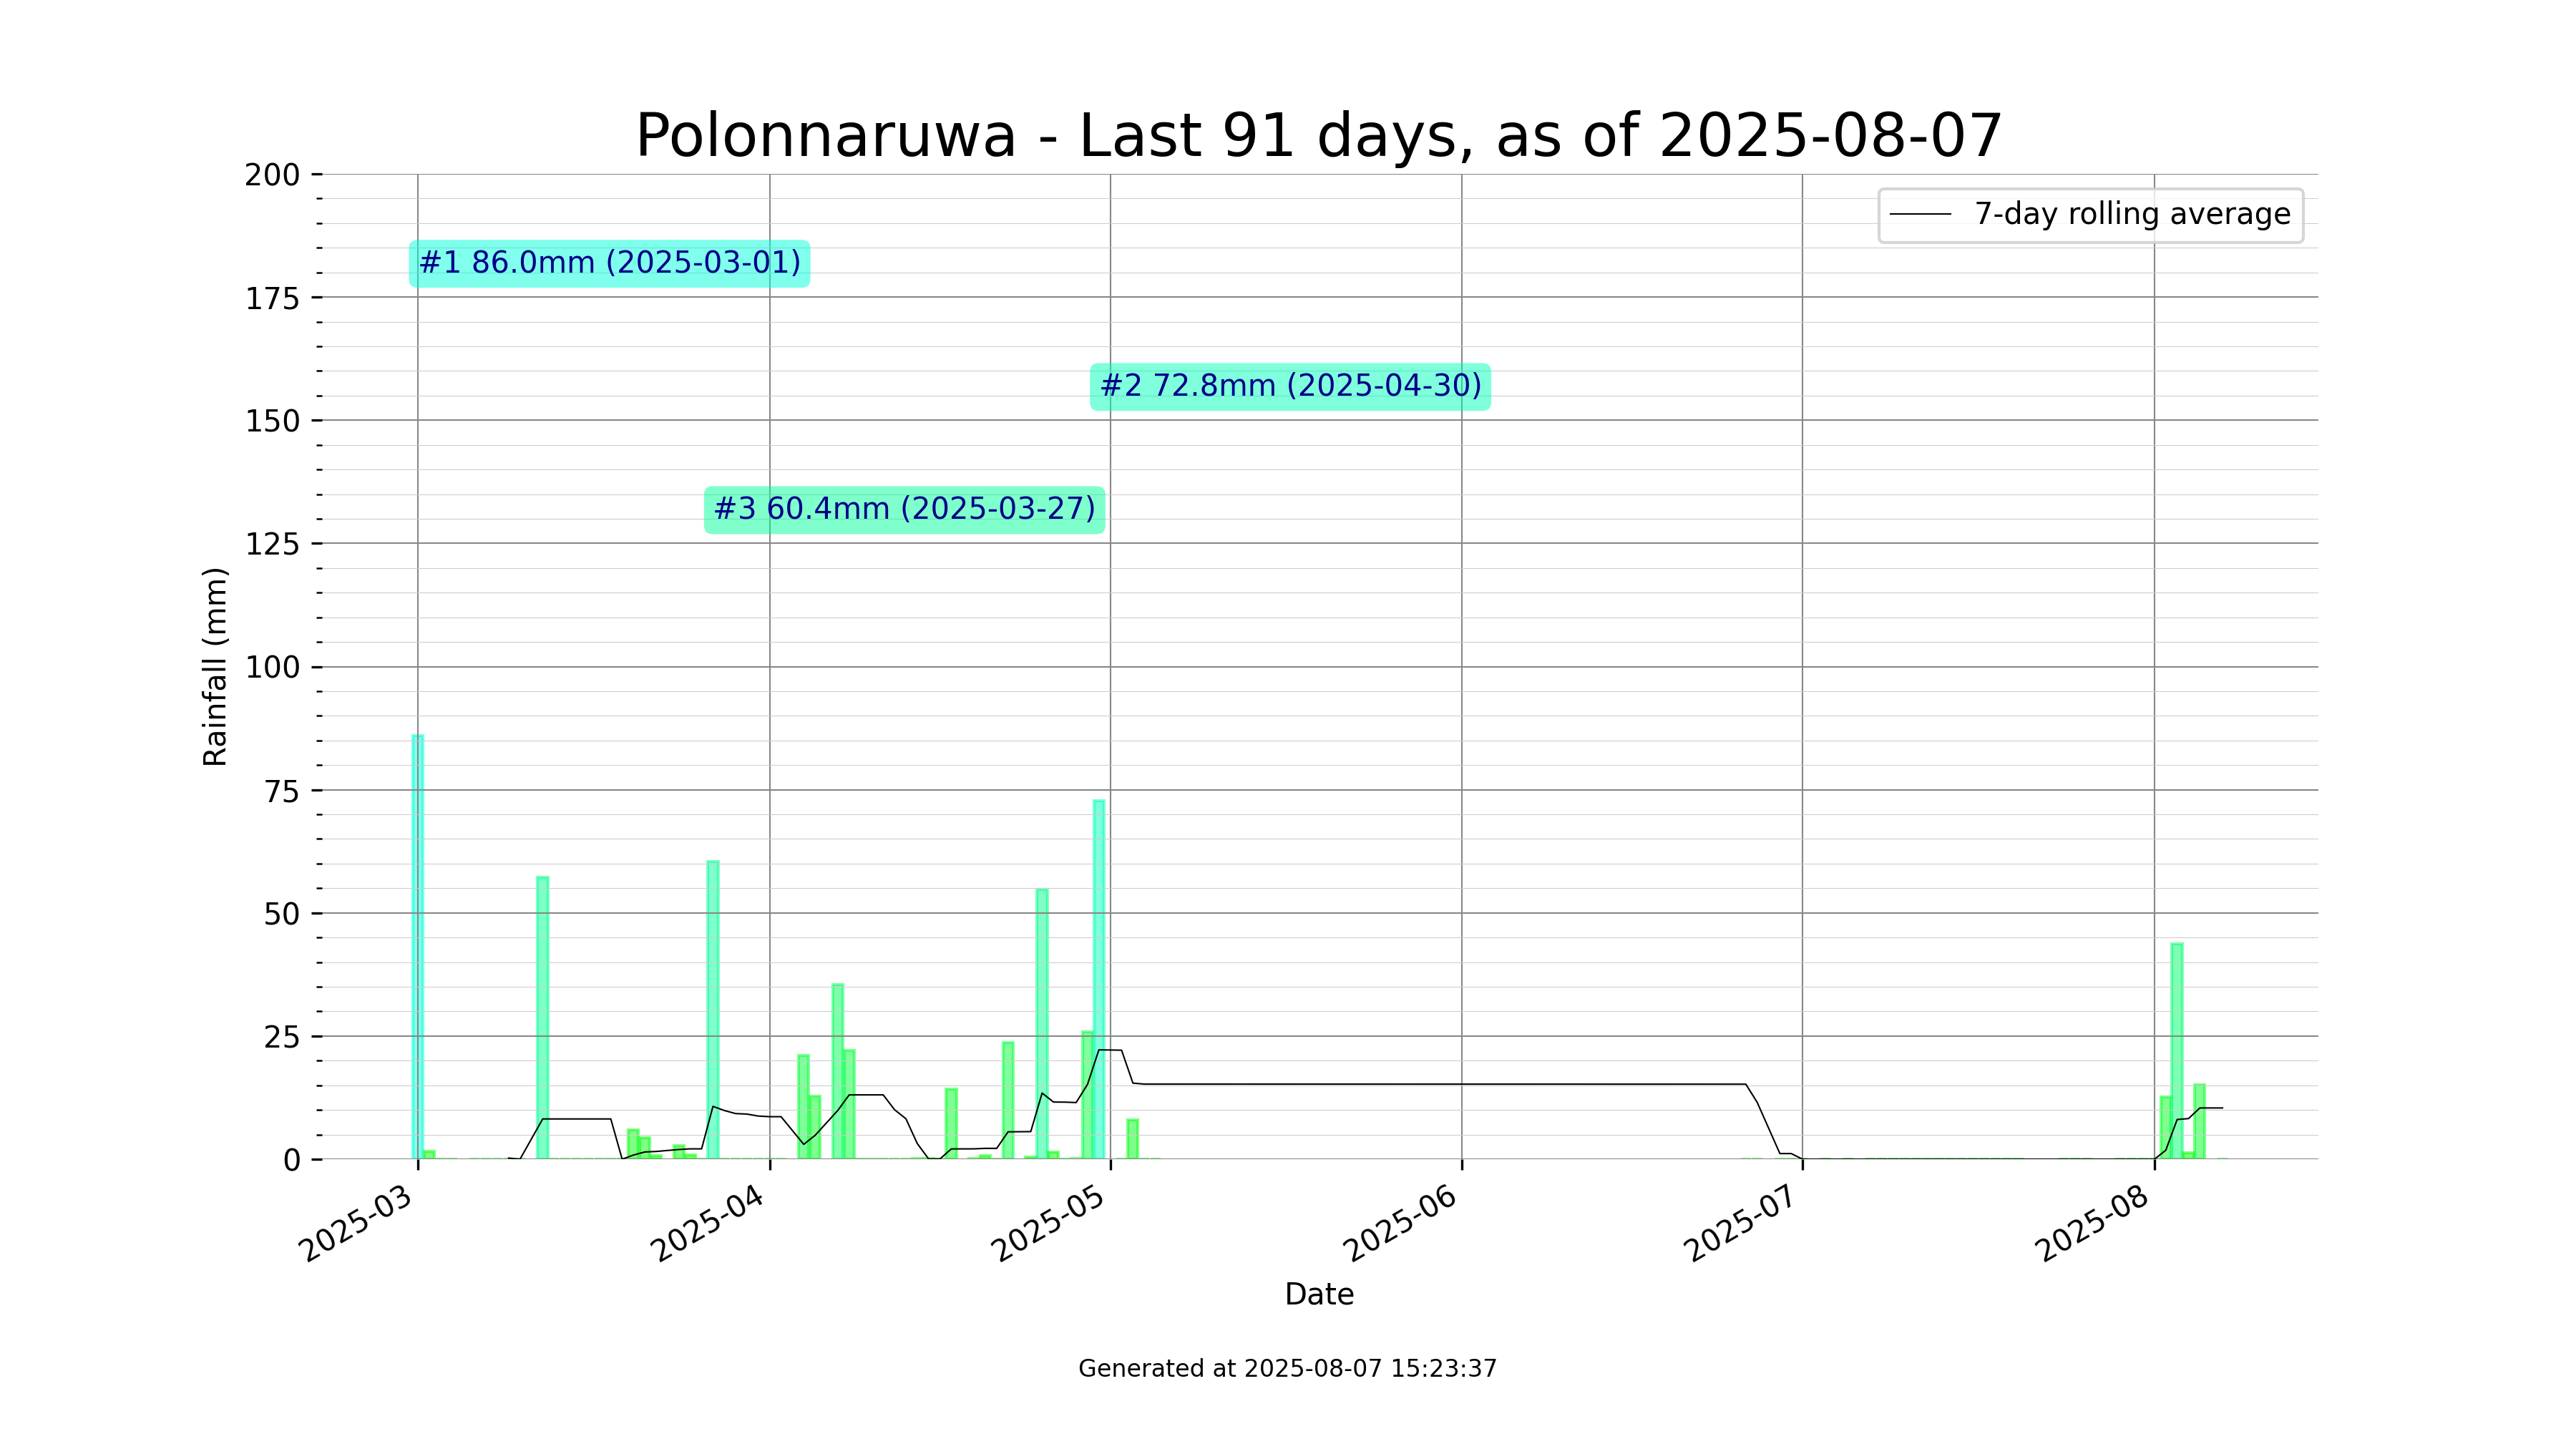 Polonnaruwa - Last 91 days, as of 2025-08-07
200
175
150
125
100
75
50
25
0
Rainfall (mm)
7-day rolling average
#1 86.0mm (2025-03-01)
#2 72.8mm (2025-04-30)
#3 60.4mm (2025-03-27)
2025-03
2025-04
2025-05
2025-06
2025-07
2025-08
Date
Generated at 2025-08-07 15:23:37